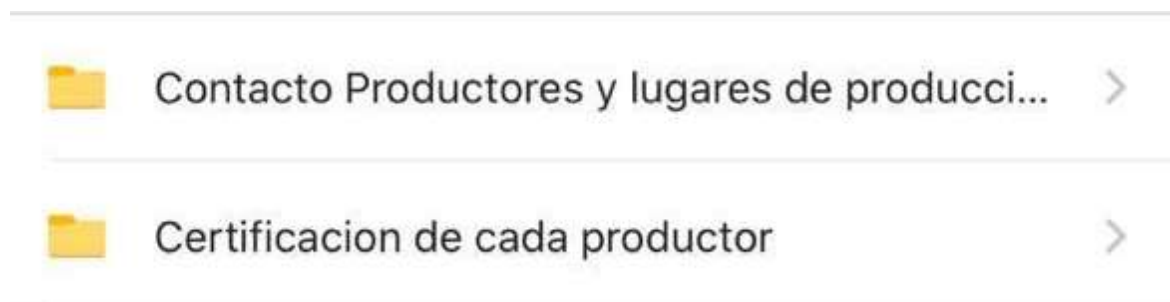 Contacto Productores y lugares de producci...
Certificacion de cada productor